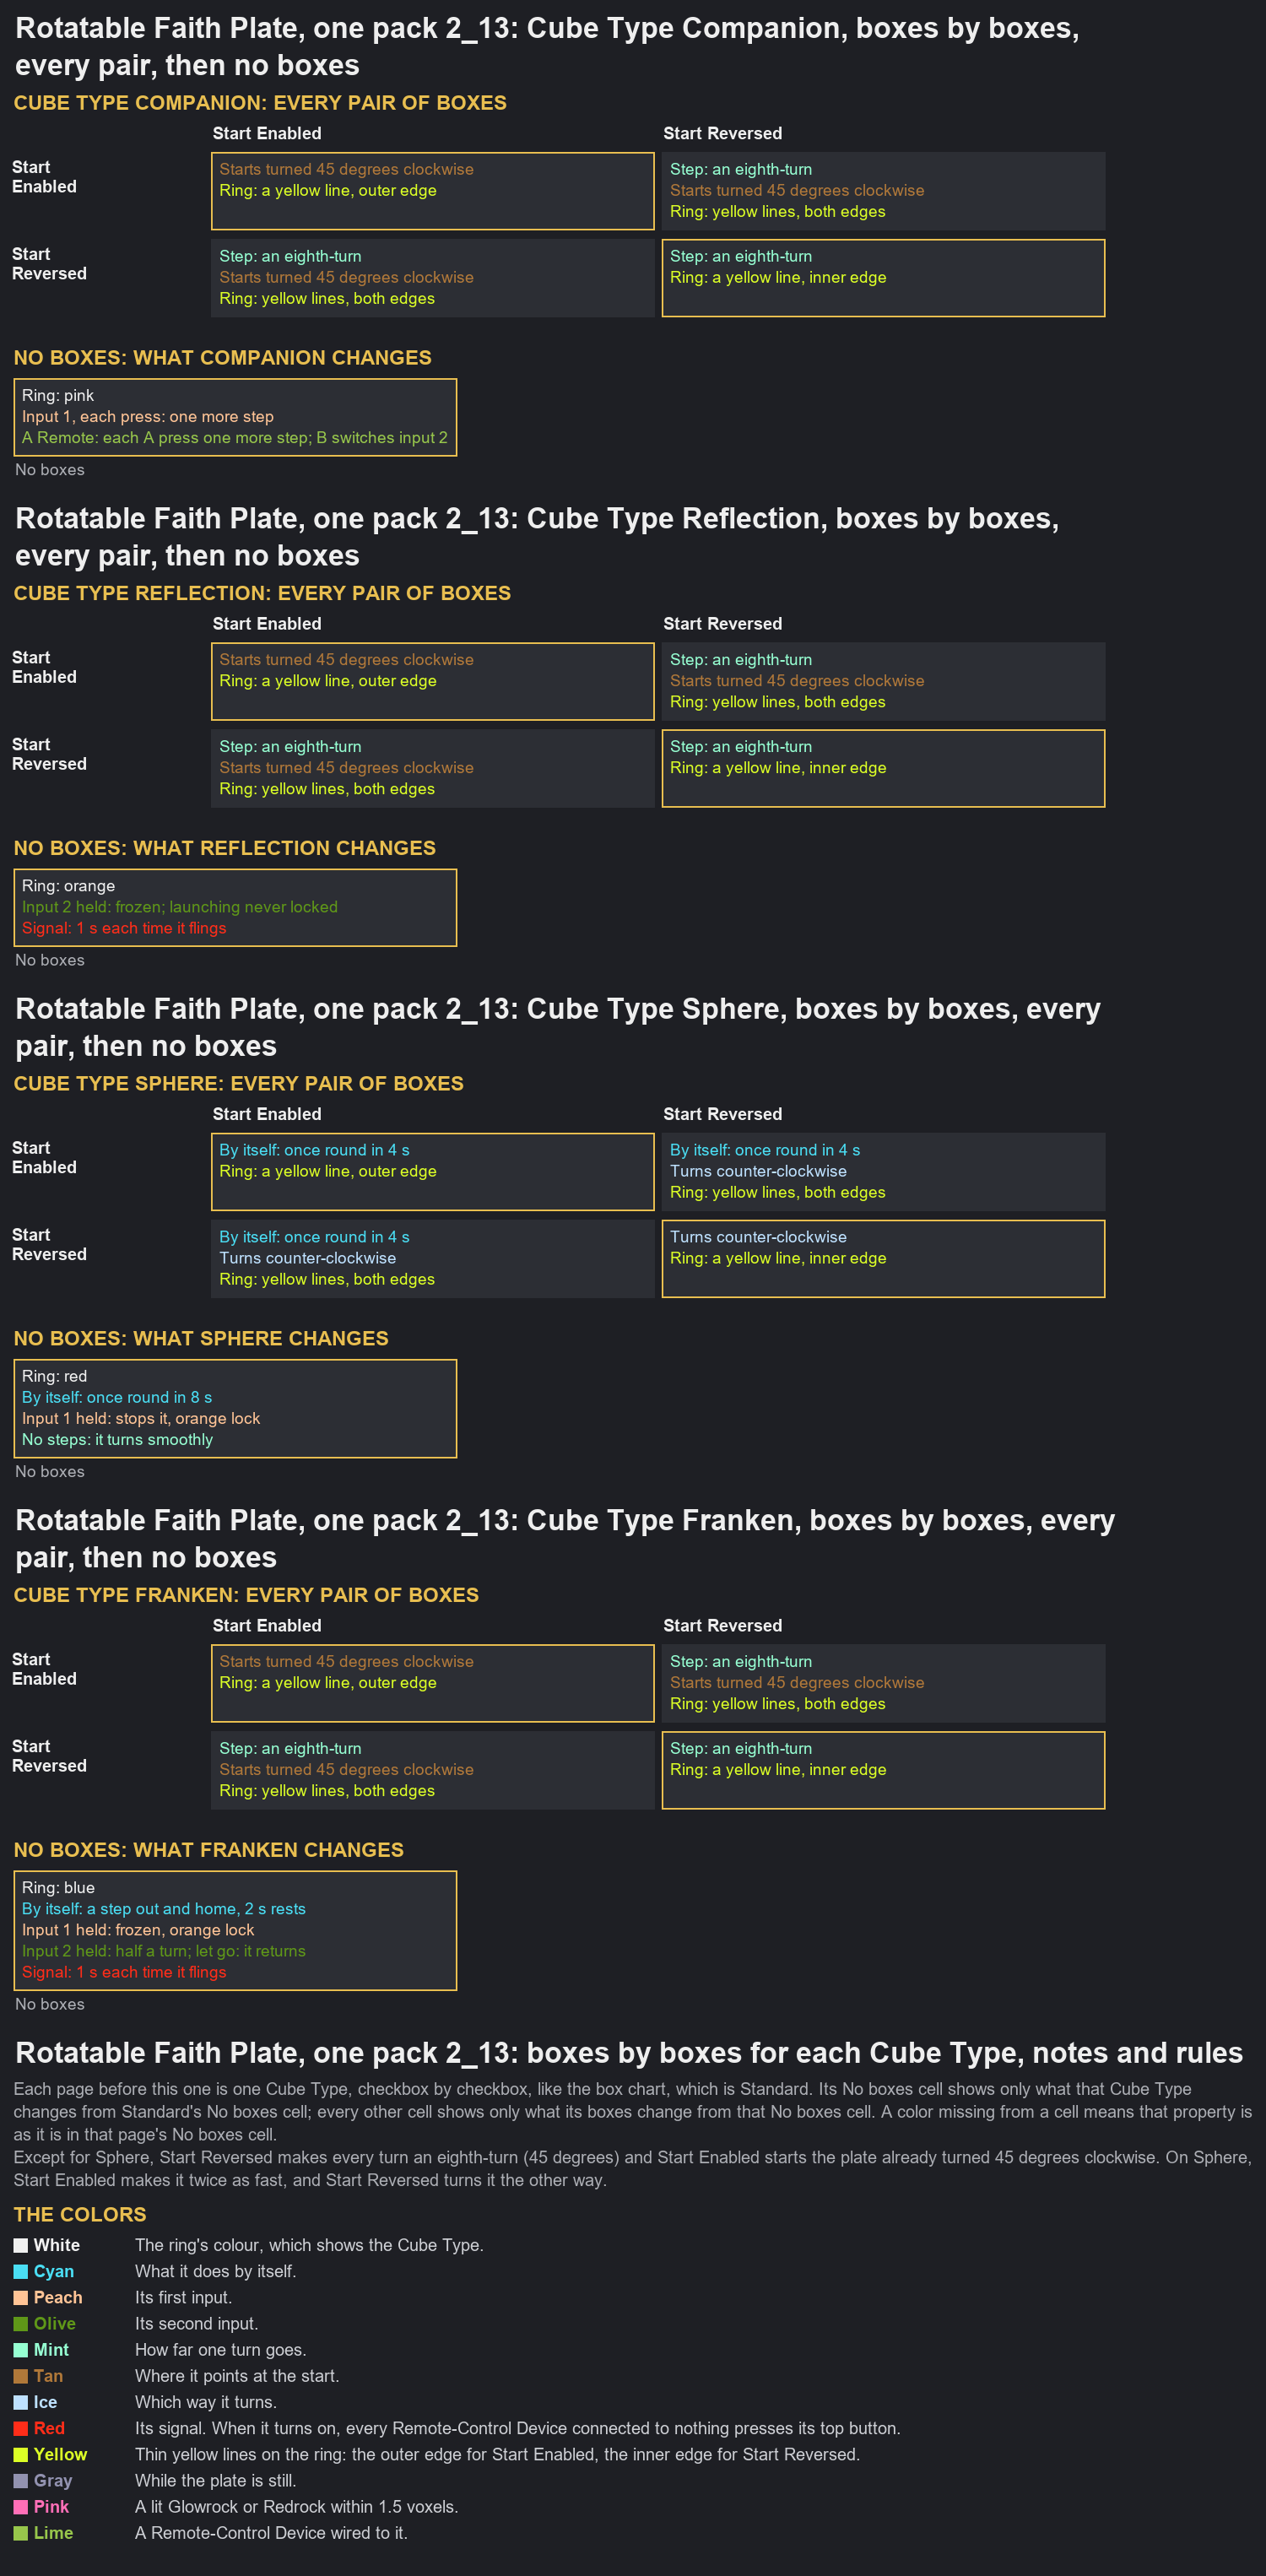 Rotatable Faith Plate, one pack 2_13: Cube Type Companion, boxes by boxes,
every pair, then no boxes
CUBE TYPE COMPANION: EVERY PAIR OF BOXES
Start Enabled
Start Reversed
Start
Enabled
Starts turned 45 degrees clockwise
Ring: a yellow line, outer edge
Step: an eighth-turn
Starts turned 45 degrees clockwise
Ring: yellow lines, both edges
Start
Reversed
Step: an eighth-turn
Starts turned 45 degrees clockwise
Ring: yellow lines, both edges
Step: an eighth-turn
Ring: a yellow line, inner edge
NO BOXES: WHAT COMPANION CHANGES
Ring: pink
Input 1, each press: one more step
A Remote: each A press one more step; B switches input 2
No boxes
Rotatable Faith Plate, one pack 2_13: Cube Type Reflection, boxes by boxes,
every pair, then no boxes
CUBE TYPE REFLECTION: EVERY PAIR OF BOXES
Start Enabled
Start Reversed
Start
Enabled
Starts turned 45 degrees clockwise
Ring: a yellow line, outer edge
Step: an eighth-turn
Starts turned 45 degrees clockwise
Ring: yellow lines, both edges
Start
Reversed
Step: an eighth-turn
Starts turned 45 degrees clockwise
Ring: yellow lines, both edges
Step: an eighth-turn
Ring: a yellow line, inner edge
NO BOXES: WHAT REFLECTION CHANGES
Ring: orange
Input 2 held: frozen; launching never locked
Signal: 1 s each time it flings
No boxes
Rotatable Faith Plate, one pack 2_13: Cube Type Sphere, boxes by boxes, every
pair, then no boxes
CUBE TYPE SPHERE: EVERY PAIR OF BOXES
Start Enabled
Start Reversed
Start
Enabled
By itself: once round in 4 s
Ring: a yellow line, outer edge
By itself: once round in 4 s
Turns counter-clockwise
Ring: yellow lines, both edges
Start
Reversed
By itself: once round in 4 s
Turns counter-clockwise
Ring: yellow lines, both edges
Turns counter-clockwise
Ring: a yellow line, inner edge
NO BOXES: WHAT SPHERE CHANGES
Ring: red
By itself: once round in 8 s
Input 1 held: stops it, orange lock
No steps: it turns smoothly
No boxes
Rotatable Faith Plate, one pack 2_13: Cube Type Franken, boxes by boxes, every
pair, then no boxes
CUBE TYPE FRANKEN: EVERY PAIR OF BOXES
Start Enabled
Start Reversed
Start
Enabled
Starts turned 45 degrees clockwise
Ring: a yellow line, outer edge
Step: an eighth-turn
Starts turned 45 degrees clockwise
Ring: yellow lines, both edges
Start
Reversed
Step: an eighth-turn
Starts turned 45 degrees clockwise
Ring: yellow lines, both edges
Step: an eighth-turn
Ring: a yellow line, inner edge
NO BOXES: WHAT FRANKEN CHANGES
Ring: blue
By itself: a step out and home, 2 s rests
Input 1 held: frozen, orange lock
Input 2 held: half a turn; let go: it returns
Signal: 1 s each time it flings
No boxes
Rotatable Faith Plate, one pack 2_13: boxes by boxes for each Cube Type, notes and rules
Each page before this one is one Cube Type, checkbox by checkbox, like the box chart, which is Standard. Its No boxes cell shows only what that Cube Type
changes from Standard's No boxes cell; every other cell shows only what its boxes change from that No boxes cell. A color missing from a cell means that property is
as it is in that page's No boxes cell.
Except for Sphere, Start Reversed makes every turn an eighth-turn (45 degrees) and Start Enabled starts the plate already turned 45 degrees clockwise. On Sphere,
Start Enabled makes it twice as fast, and Start Reversed turns it the other way.
THE COLORS
White The ring's colour, which shows the Cube Type.
Cyan What it does by itself.
Peach Its first input.
Olive Its second input.
Mint How far one turn goes.
Tan Where it points at the start.
Ice Which way it turns.
Red Its signal. When it turns on, every Remote-Control Device connected to nothing presses its top button.
Yellow Thin yellow lines on the ring: the outer edge for Start Enabled, the inner edge for Start Reversed.
Gray While the plate is still.
Pink A lit Glowrock or Redrock within 1.5 voxels.
Lime A Remote-Control Device wired to it.